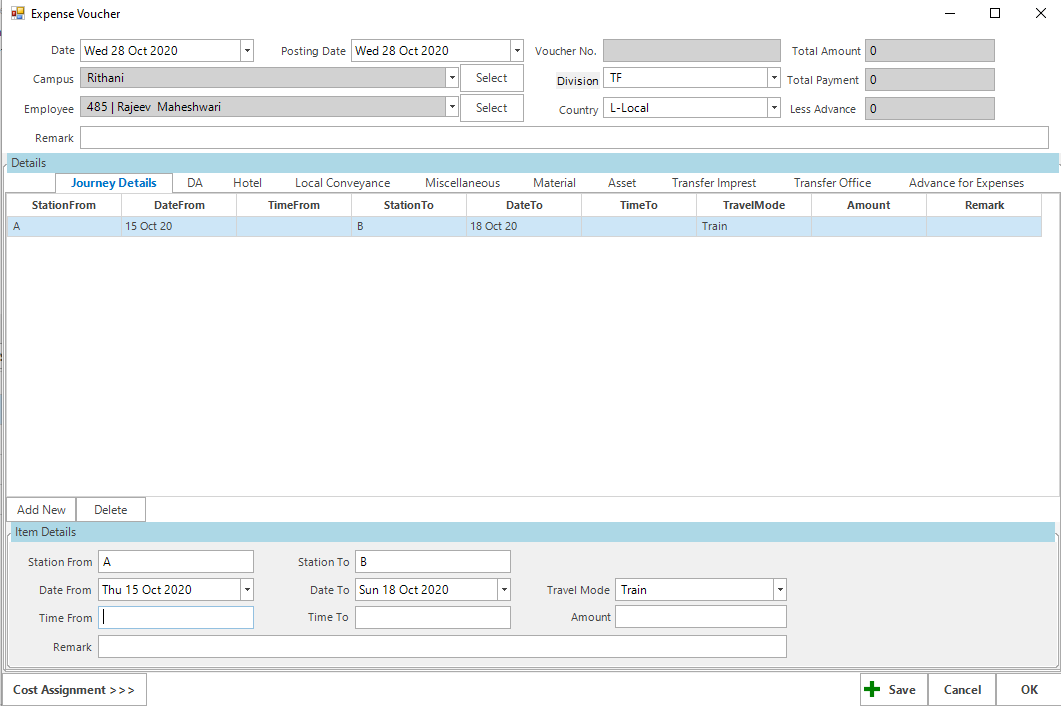 Expense Voucher
Date Wed 28 Oct 2020 Posting Date Wed 28 Oct 2020 Voucher No. Total Amount 0
Campus Rithani Select Division TF Total Payment 0
Employee 485 | Rajeev Maheshwari Select Country L-Local Less Advance 0
Remark
Details
Journey Details DA Hotel Local Conveyance Miscellaneous Material Asset Transfer Imprest Transfer Office Advance for Expenses
StationFrom DateFrom TimeFrom StationTo DateTo TimeTo TravelMode Amount Remark
A 15 Oct 20 B 18 Oct 20 Train
Add New Delete
Item Details
Station From A Station To B
Date From Thu 15 Oct 2020 Date To Sun 18 Oct 2020 Travel Mode Train
Time From Time To Amount
Remark
Cost Assignment >>> Save Cancel OK